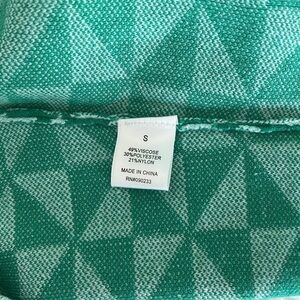 S
49%VISCOSE
30%POLYESTER
21%NYLON
MADE IN CHINA
RN#090233